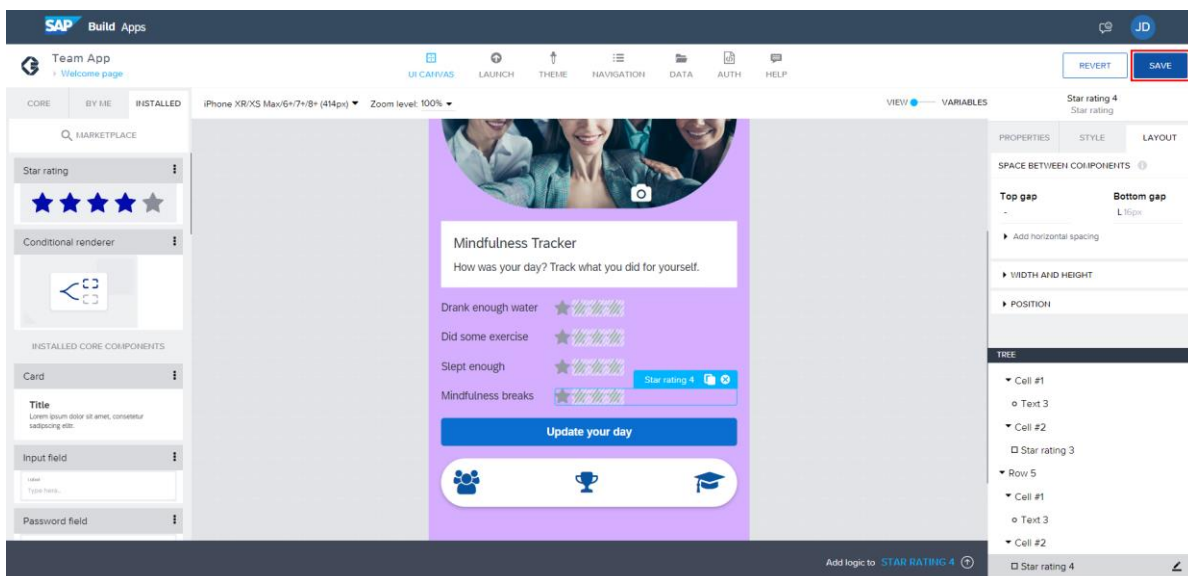 SAP Build Apps
JD
Team App
Welcome page
UI CANVAS LAUNCH THEME NAVIGATION DATA AUTH HELP
REVERT SAVE
CORE BY ME INSTALLED
iPhone XR/XS Max/6+/7+/8+ (414px) Zoom level: 100%
VIEW VARIABLES
Star rating 4
Star rating
MARKETPLACE
PROPERTIES STYLE LAYOUT
Star rating
SPACE BETWEEN COMPONENTS
Top gap Bottom gap
- L 16px
Add horizontal spacing
Conditional renderer
WIDTH AND HEIGHT
POSITION
Mindfulness Tracker
How was your day? Track what you did for yourself.
Drank enough water
Did some exercise
Slept enough
Star rating 4
Mindfulness breaks
Update your day
INSTALLED CORE COMPONENTS
Card
Title
Lorem ipsum dolor sit amet, consetetur
sadipscing elitr.
Input field
Label
Type here...
Password field
TREE
Cell #1
Text 3
Cell #2
Star rating 3
Row 5
Cell #1
Text 3
Cell #2
Star rating 4
Add logic to STAR RATING 4